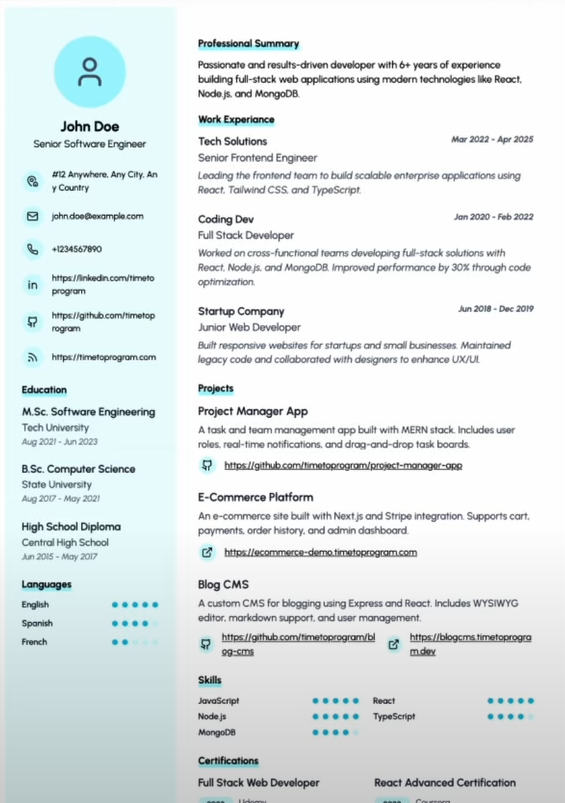 John Doe
Senior Software Engineer
#12 Anywhere, Any City, An
y Country
john.doe@example.com
+1234567890
https://linkedin.com/timeto
program
https://github.com/timetop
rogram
https://timetoprogram.com
Education
M.Sc. Software Engineering
Tech University
Aug 2021 - Jun 2023
B.Sc. Computer Science
State University
Aug 2017 - May 2021
High School Diploma
Central High School
Jun 2015 - May 2017
Languages
English
Spanish
French
Professional Summary
Passionate and results-driven developer with 6+ years of experience
building full-stack web applications using modern technologies like React,
Node.js, and MongoDB.
Work Experiance
Tech Solutions
Mar 2022 - Apr 2025
Senior Frontend Engineer
Leading the frontend team to build scalable enterprise applications using
React, Tailwind CSS, and TypeScript.
Coding Dev
Jan 2020 - Feb 2022
Full Stack Developer
Worked on cross-functional teams developing full-stack solutions with
React, Node.js, and MongoDB. Improved performance by 30% through code
optimization.
Startup Company
Jun 2018 - Dec 2019
Junior Web Developer
Built responsive websites for startups and small businesses. Maintained
legacy code and collaborated with designers to enhance UX/UI.
Projects
Project Manager App
A task and team management app built with MERN stack. Includes user
roles, real-time notifications, and drag-and-drop task boards.
https://github.com/timetoprogram/project-manager-app
E-Commerce Platform
An e-commerce site built with Next.js and Stripe integration. Supports cart,
payments, order history, and admin dashboard.
https://ecommerce-demo.timetoprogram.com
Blog CMS
A custom CMS for blogging using Express and React. Includes WYSIWYG
editor, markdown support, and user management.
https://github.com/timetoprogram/bl
og-cms
https://blogcms.timetoprogra
m.dev
Skills
JavaScript
React
Node.js
TypeScript
MongoDB
Certifications
Full Stack Web Developer
React Advanced Certification
Udemy
Coursera